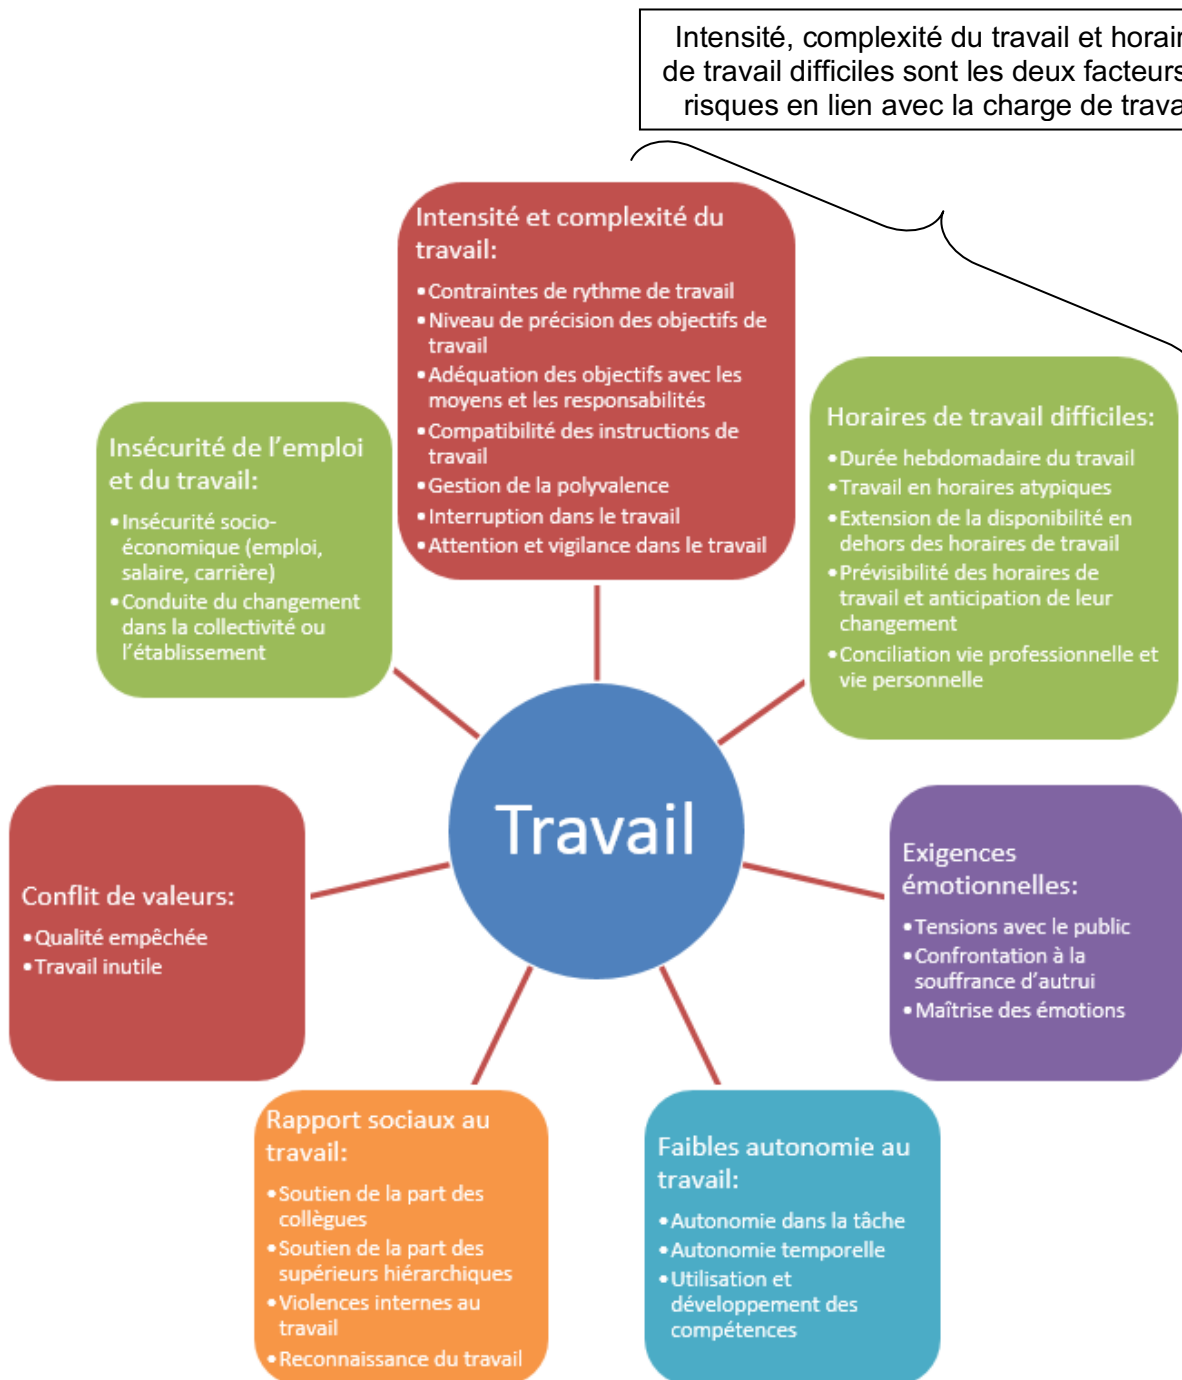 Intensité, complexité du travail et horair
de travail difficiles sont les deux facteurs
risques en lien avec la charge de trava
Intensité et complexité du
travail:
•Contraintes de rythme de travail
•Niveau de précision des objectifs de
travail
•Adéquation des objectifs avec les
moyens et les responsabilités
•Compatibilité des instructions de
travail
•Gestion de la polyvalence
•Interruption dans le travail
•Attention et vigilance dans le travail
Horaires de travail difficiles:
•Durée hebdomadaire du travail
•Travail en horaires atypiques
•Extension de la disponibilité en
dehors des horaires de travail
•Prévisibilité des horaires de
travail et anticipation de leur
changement
•Conciliation vie professionnelle et
vie personnelle
Insécurité de l'emploi
et du travail:
•Insécurité socio-
économique (emploi,
salaire, carrière)
•Conduite du changement
dans la collectivité ou
l'établissement
Travail
Exigences
émotionnelles:
•Tensions avec le public
•Confrontation à la
souffrance d'autrui
•Maîtrise des émotions
Conflit de valeurs:
•Qualité empêchée
•Travail inutile
Rapport sociaux au
travail:
•Soutien de la part des
collègues
•Soutien de la part des
supérieurs hiérarchiques
•Violences internes au
travail
•Reconnaissance du travail
Faibles autonomie au
travail:
•Autonomie dans la tâche
•Autonomie temporelle
•Utilisation et
développement des
compétences